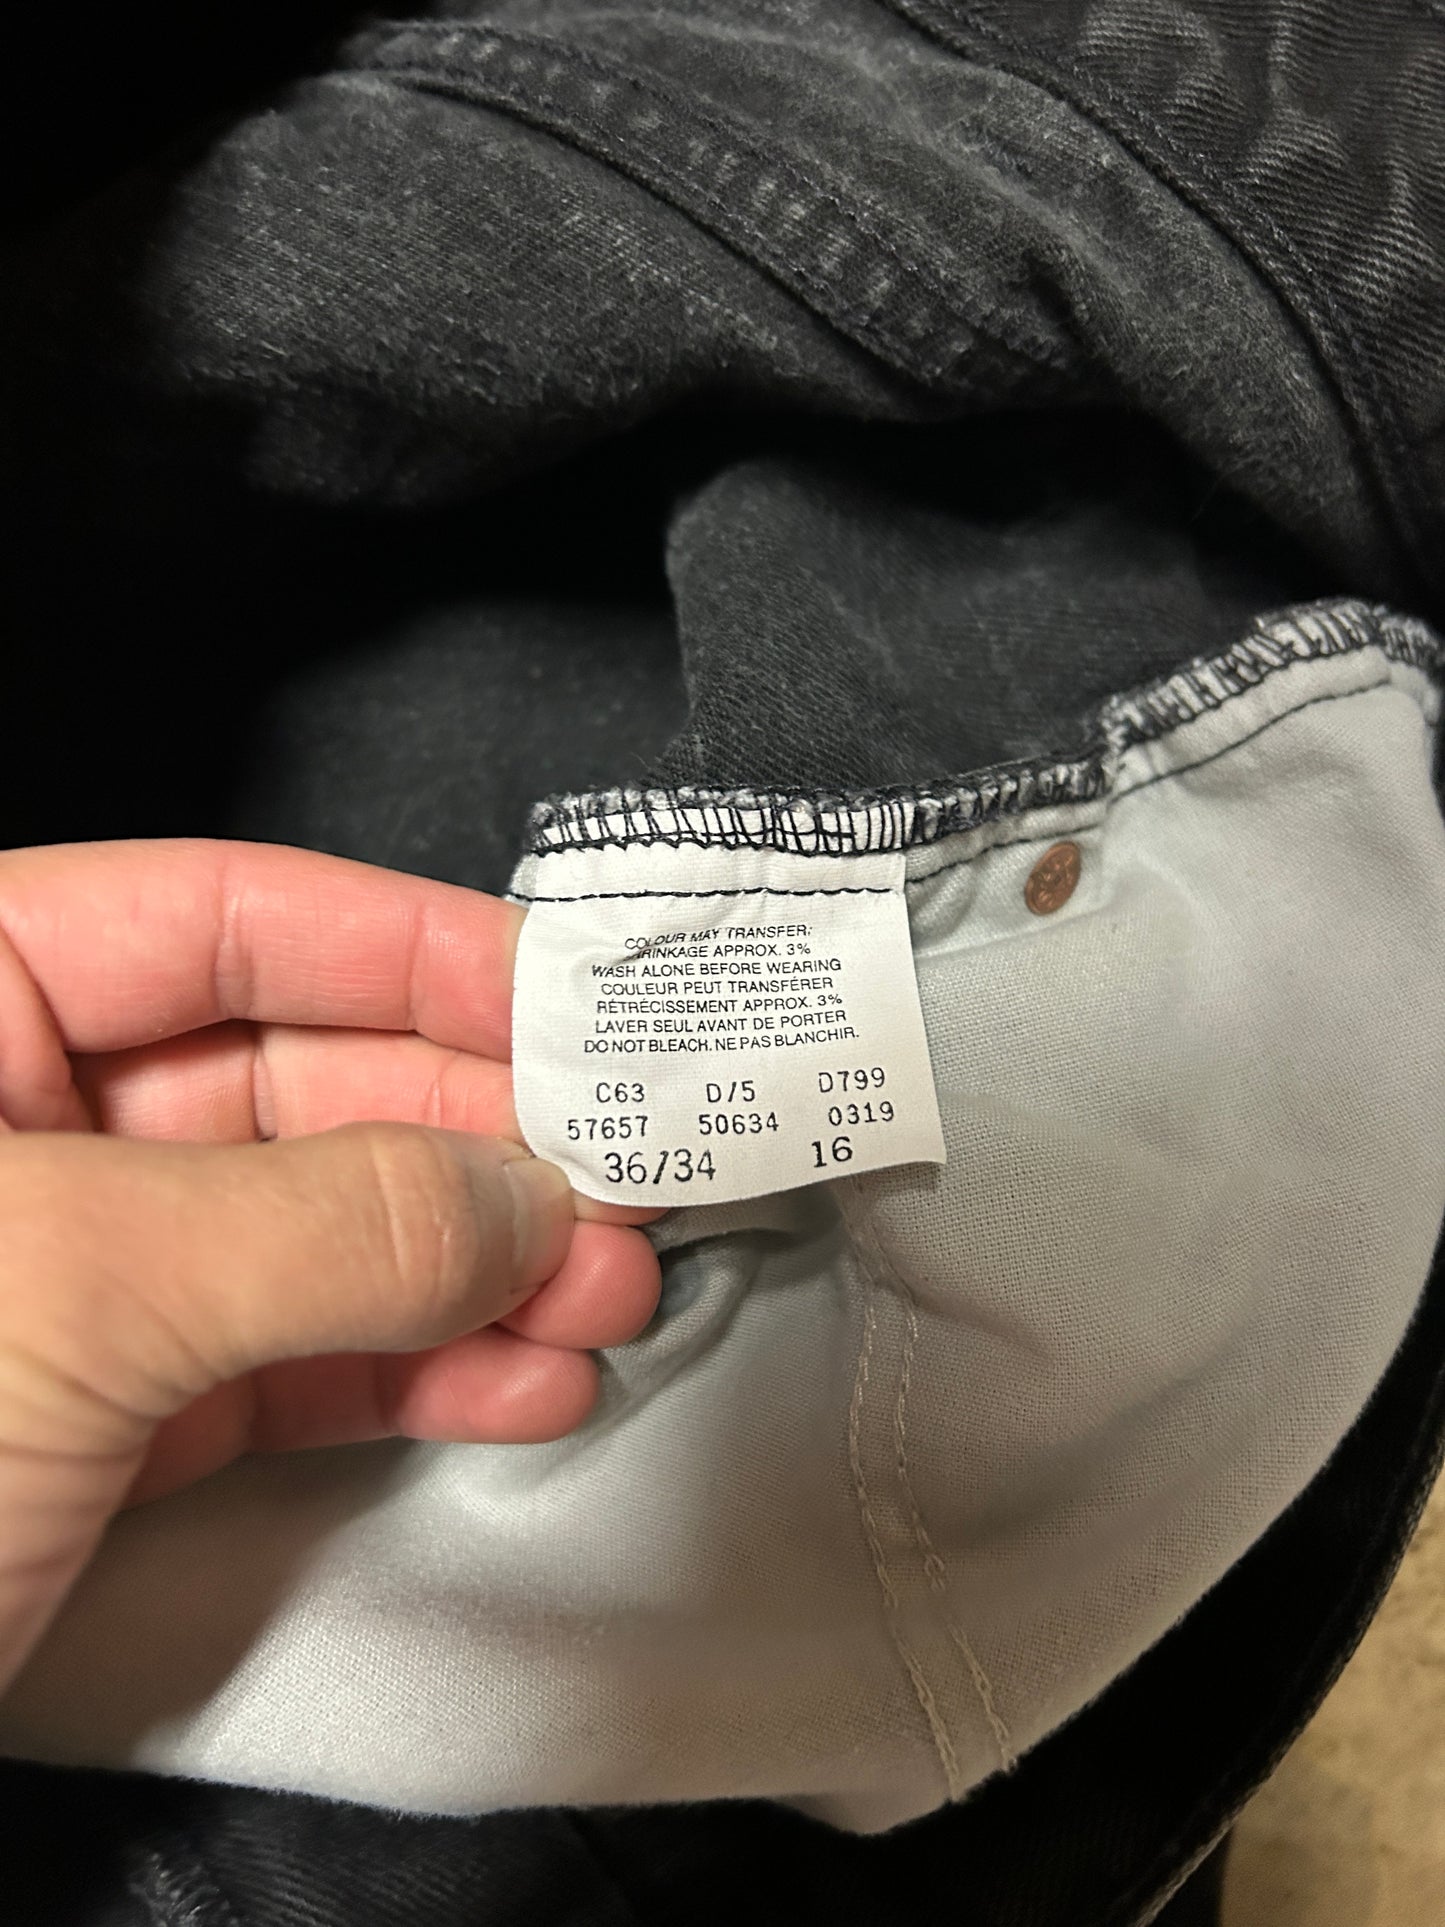 COLOUR MAY TRANSFER;
SHRINKAGE APPROX. 3%
WASH ALONE BEFORE WEARING
COULEUR PEUT TRANSFÉRER
RÉTRÉCISSEMENT APPROX. 3%
LAVER SEUL AVANT DE PORTER
DO NOT BLEACH. NE PAS BLANCHIR.
C63 D/5 D799
57657 50634 0319
36/34 16